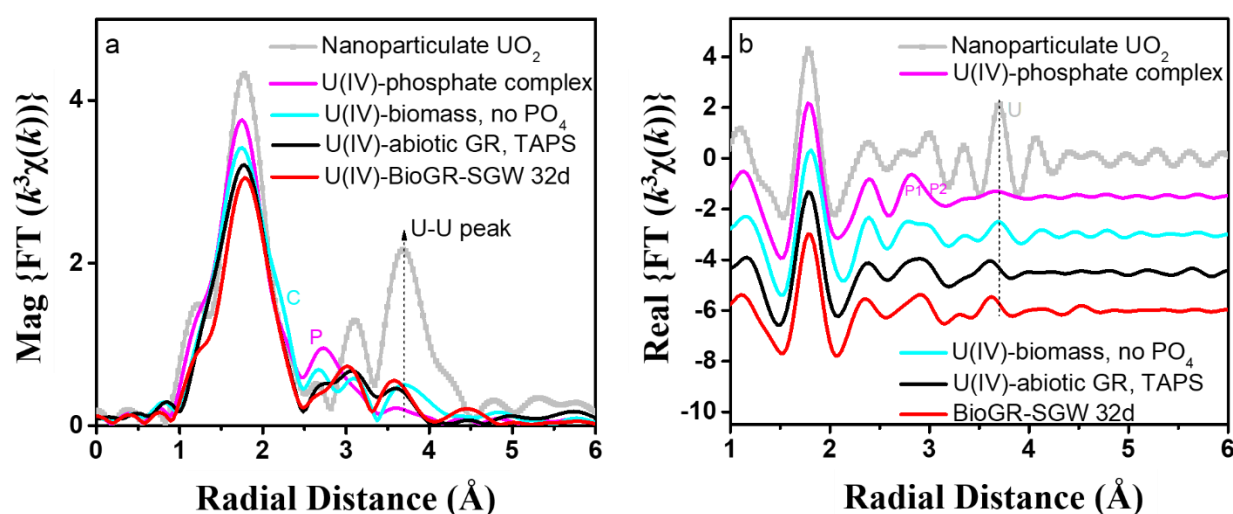 a
Nanoparticulate UO2
U(IV)-phosphate complex
U(IV)-biomass, no PO4
U(IV)-abiotic GR, TAPS
U(IV)-BioGR-SGW 32d
U-U peak
C
P
4
2
0
0 1 2 3 4 5 6
Mag {FT (k³χ(k))}
Radial Distance (Å)
b
Nanoparticulate UO2
U(IV)-phosphate complex
U
P1 P2
U(IV)-biomass, no PO4
U(IV)-abiotic GR, TAPS
BioGR-SGW 32d
4
2
0
-2
-4
-6
-8
-10
1 2 3 4 5 6
Real {FT (k³χ(k))}
Radial Distance (Å)